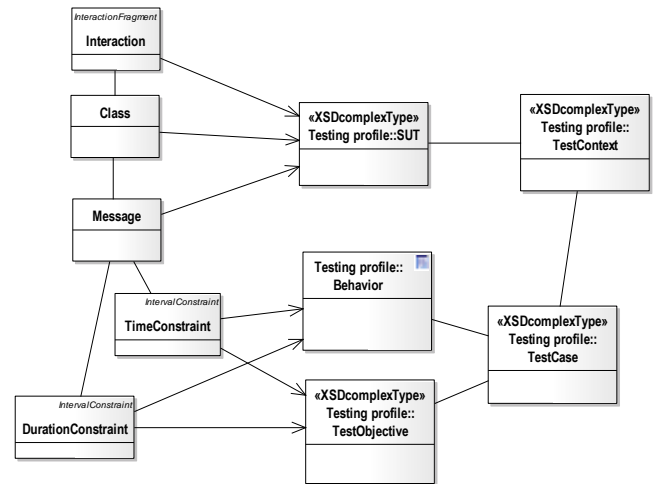 InteractionFragment
Interaction
Class
«XSDcomplexType»
Testing profile::SUT
«XSDcomplexType»
Testing profile::
TestContext
Message
Testing profile::
Behavior
IntervalConstraint
TimeConstraint
«XSDcomplexType»
Testing profile::
TestCase
«XSDcomplexType»
Testing profile::
TestObjective
IntervalConstraint
DurationConstraint